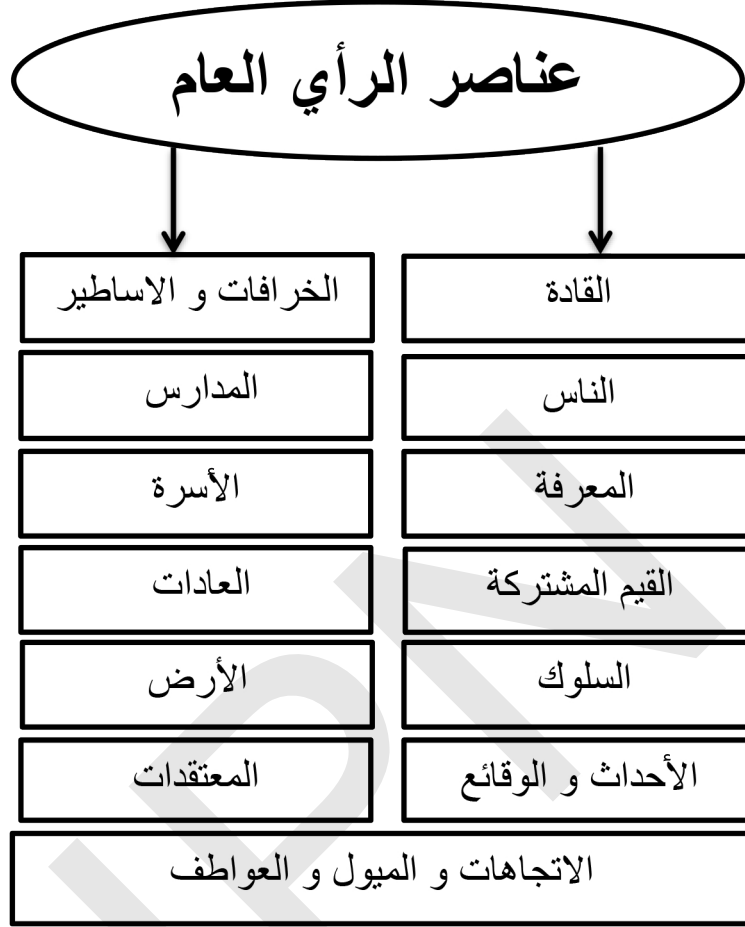 عناصر الرأي العام
القادة
الخرافات و الاساطير
الناس
المدارس
المعرفة
الأسرة
القيم المشتركة
العادات
السلوك
الأرض
الأحداث و الوقائع
المعتقدات
الاتجاهات و الميول و العواطف